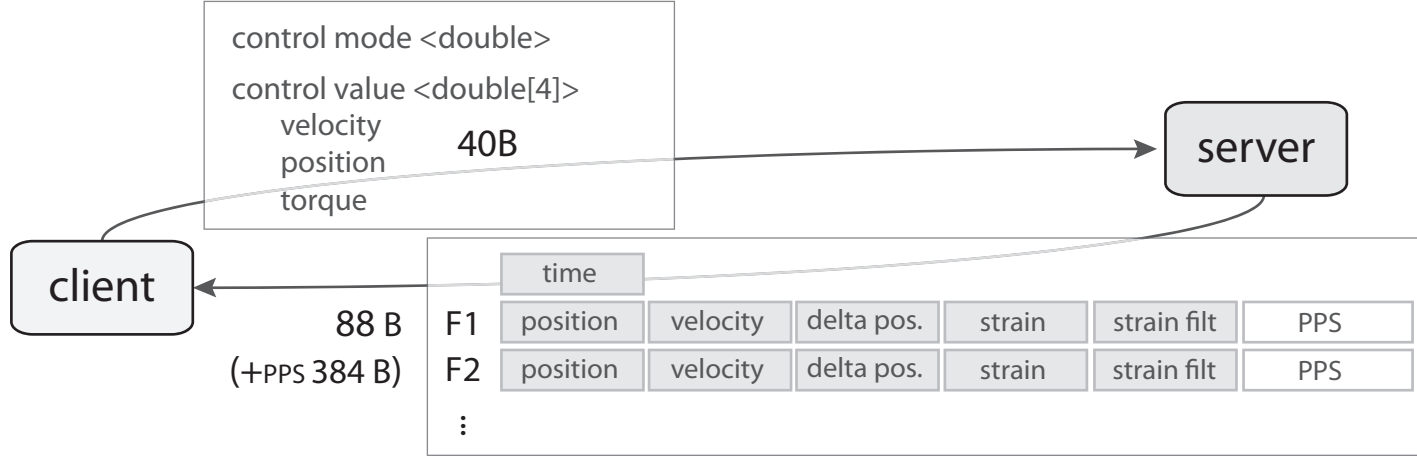 control mode <double>
control value <double[4]>
velocity
position
torque
40B
server
client
88 B
(+PPS 384 B)
time
F1 position velocity delta pos. strain strain filt PPS
F2 position velocity delta pos. strain strain filt PPS
⋮